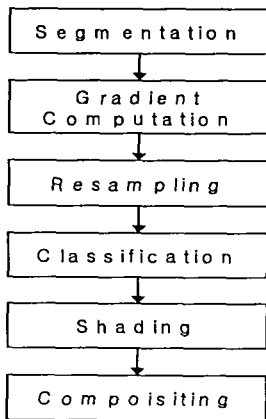 Segmentation
Gradient
Computation
Resampling
Classification
Shading
Compoisiting